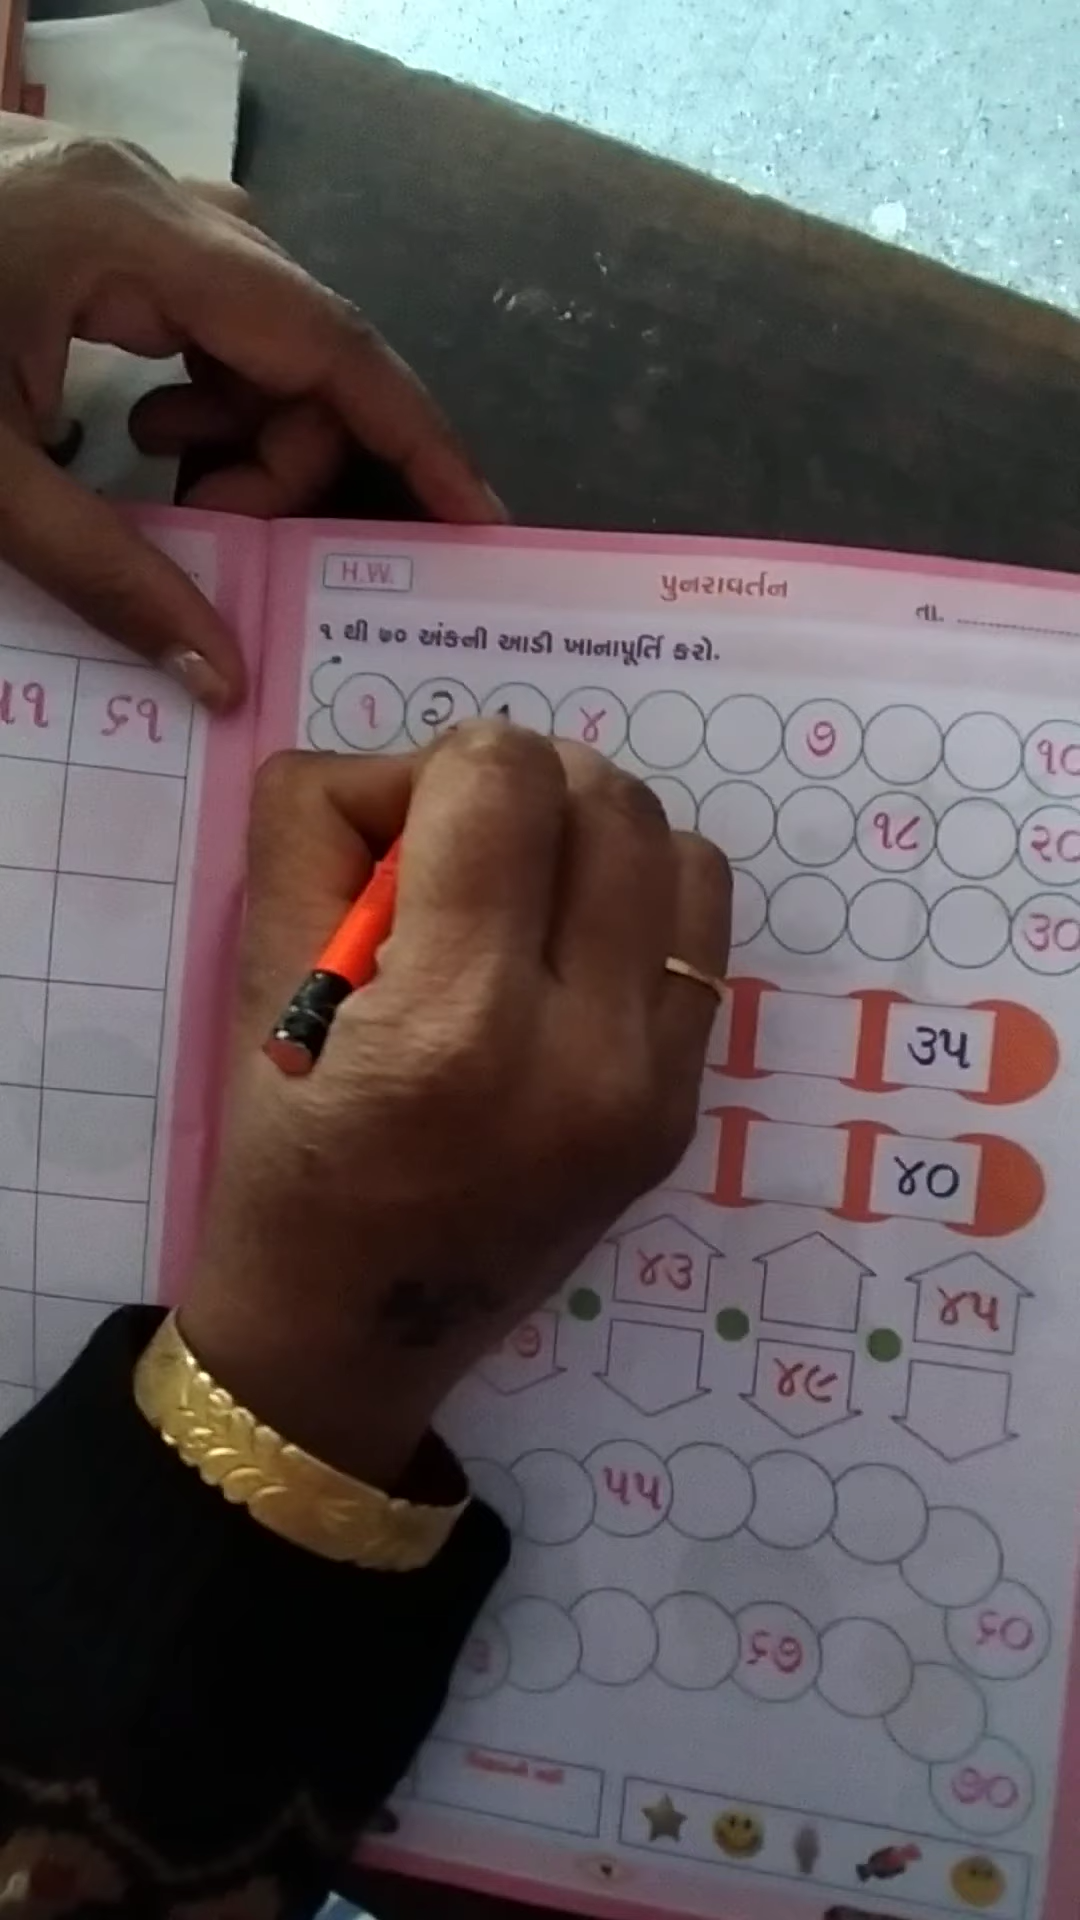 H.W.
પુનરાવર્તન
તા.
૧ થી ૭૦ અંકની આડી ખાનાપૂર્તિ કરો.
૫૧ ૬૧
૧ ૨ ૪ ૭ ૧૦
૧૮ ૨૦
૩૦
૩૫
૪૦
૪૩ ૪૫
૪૯
૫૫
૬૦
૬૭
૭૦